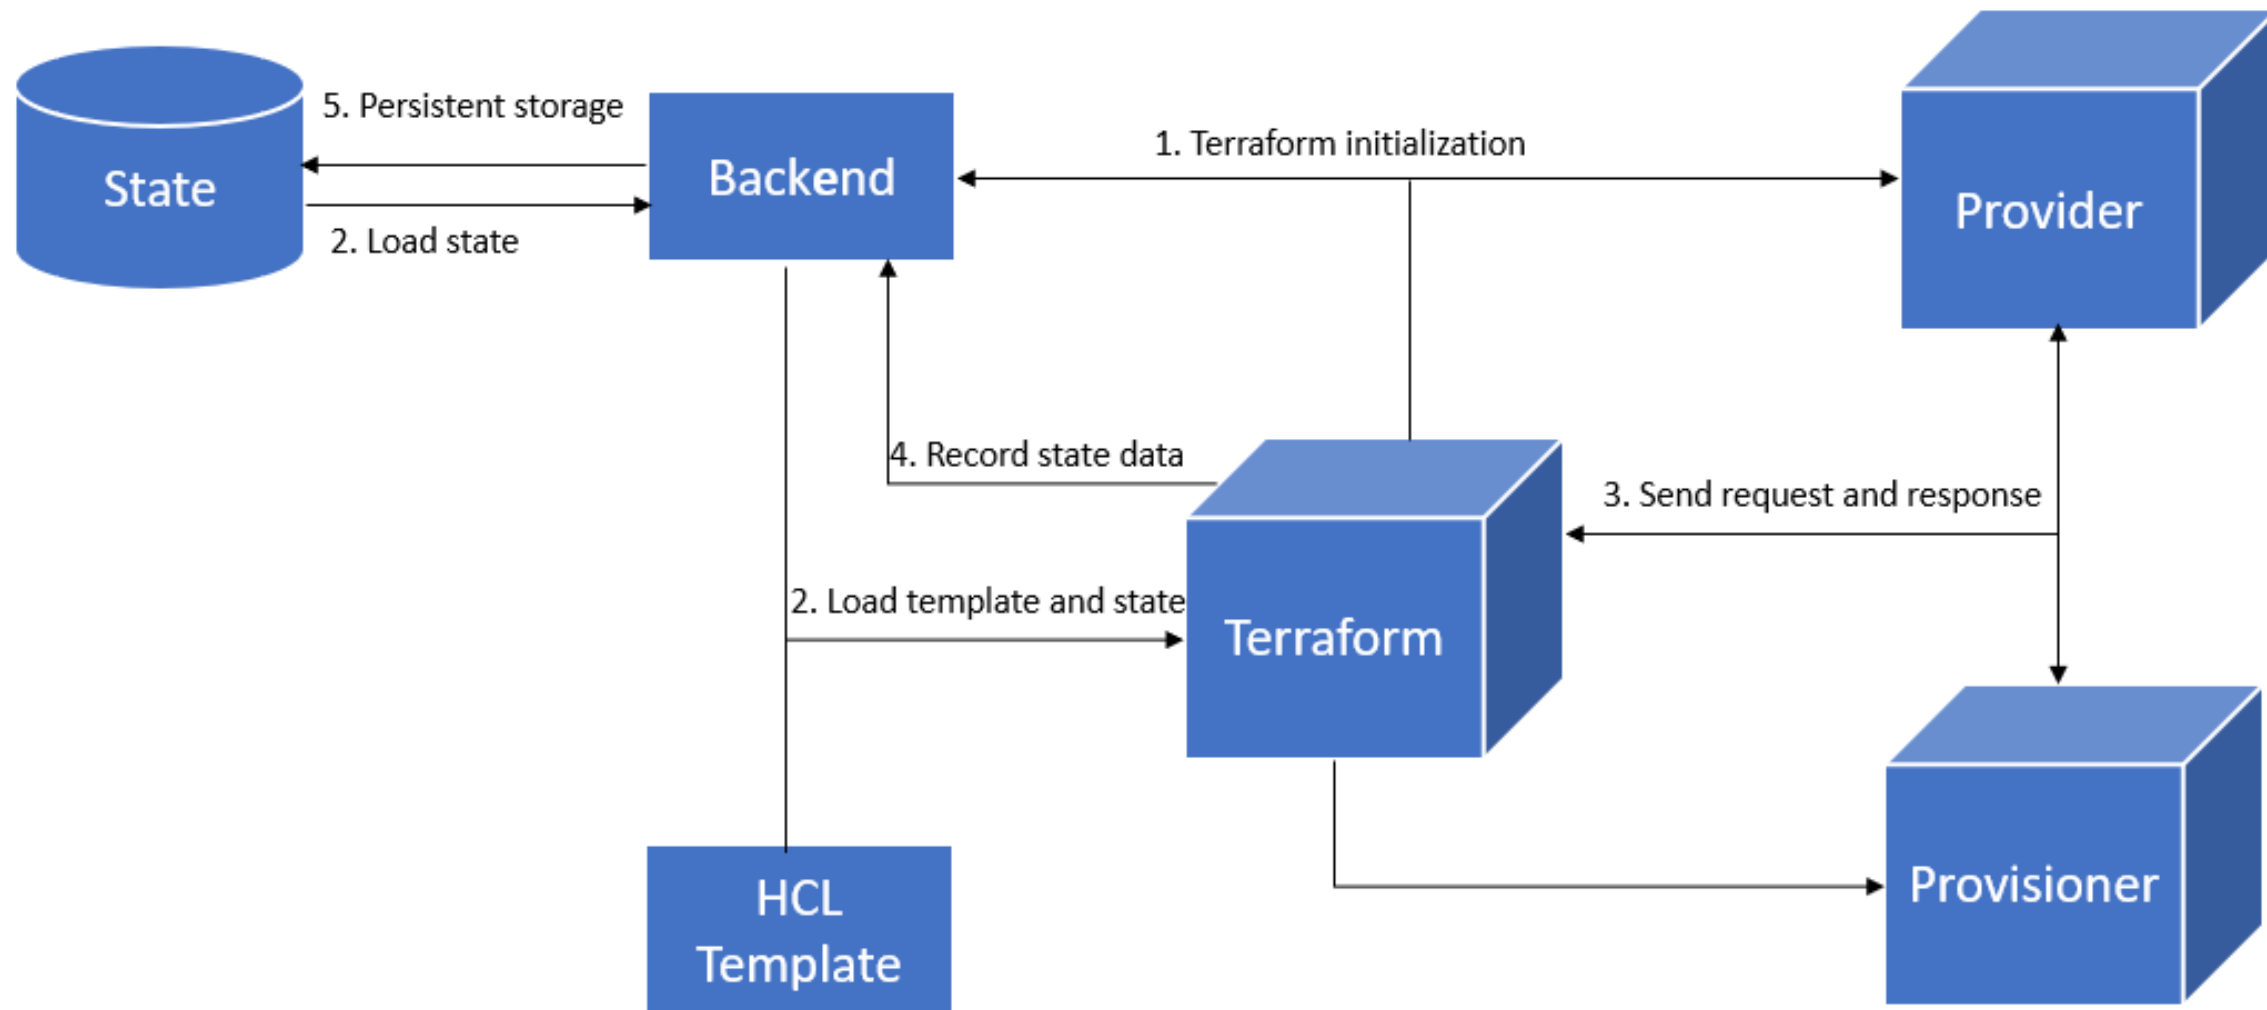 5. Persistent storage
State
2. Load state
Backend
1. Terraform initialization
Provider
4. Record state data
3. Send request and response
2. Load template and state
Terraform
HCL
Template
Provisioner